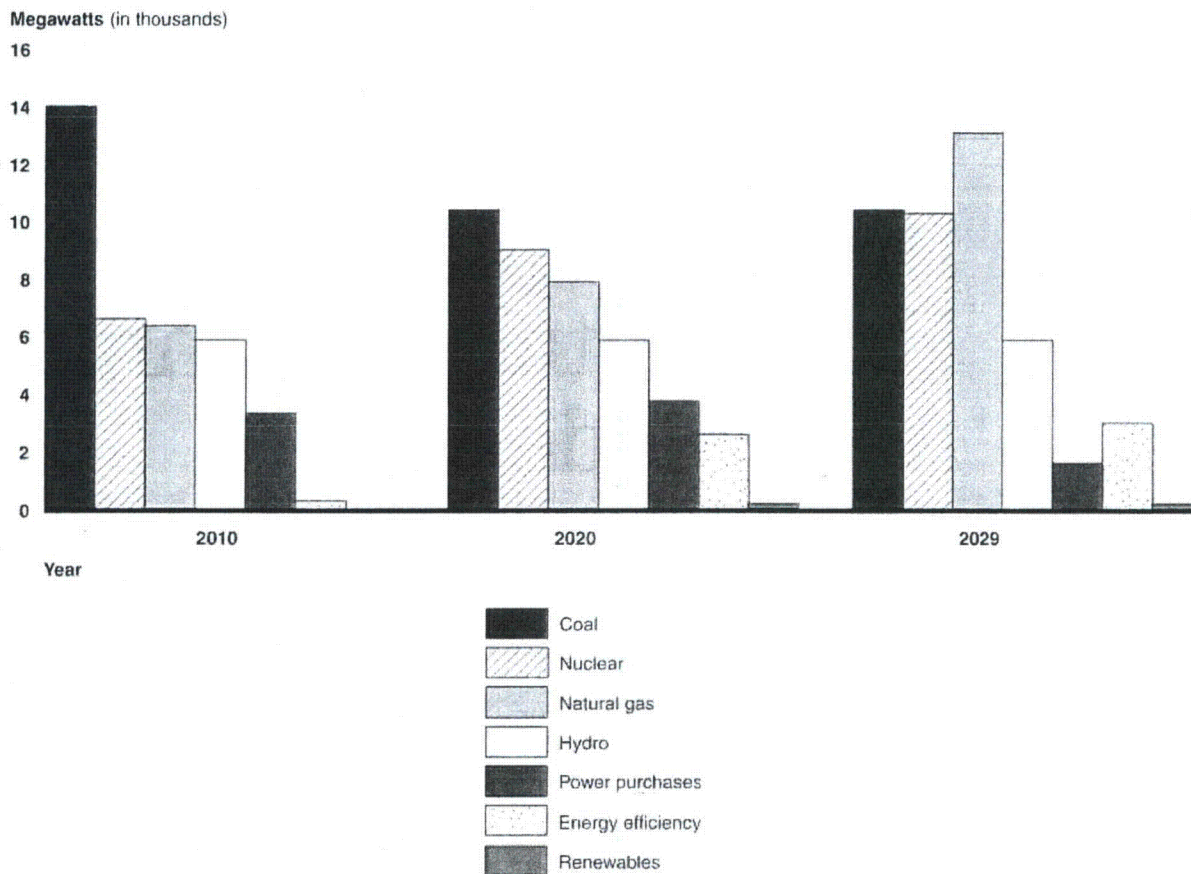 Megawatts (in thousands)
16
14
12
10
8
6
4
2
0
2010 2020 2029
Year
Coal
Nuclear
Natural gas
Hydro
Power purchases
Energy efficiency
Renewables